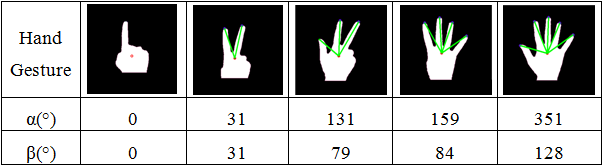 Hand
Gesture
α(°) 0 31 131 159 351
β(°) 0 31 79 84 128